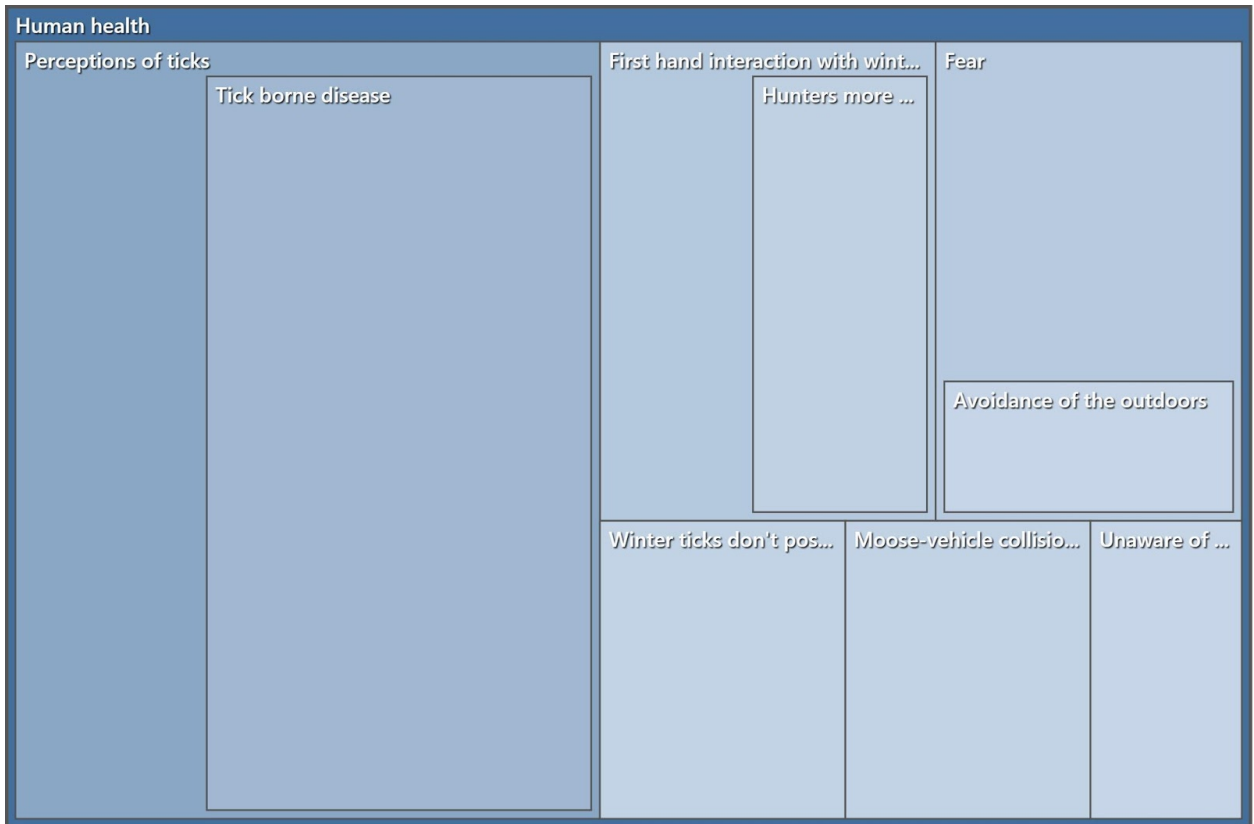 Human health
Perceptions of ticks
Tick borne disease
First hand interaction with wint...
Hunters more ...
Fear
Avoidance of the outdoors
Winter ticks don't pos...
Moose-vehicle collisio...
Unaware of ...